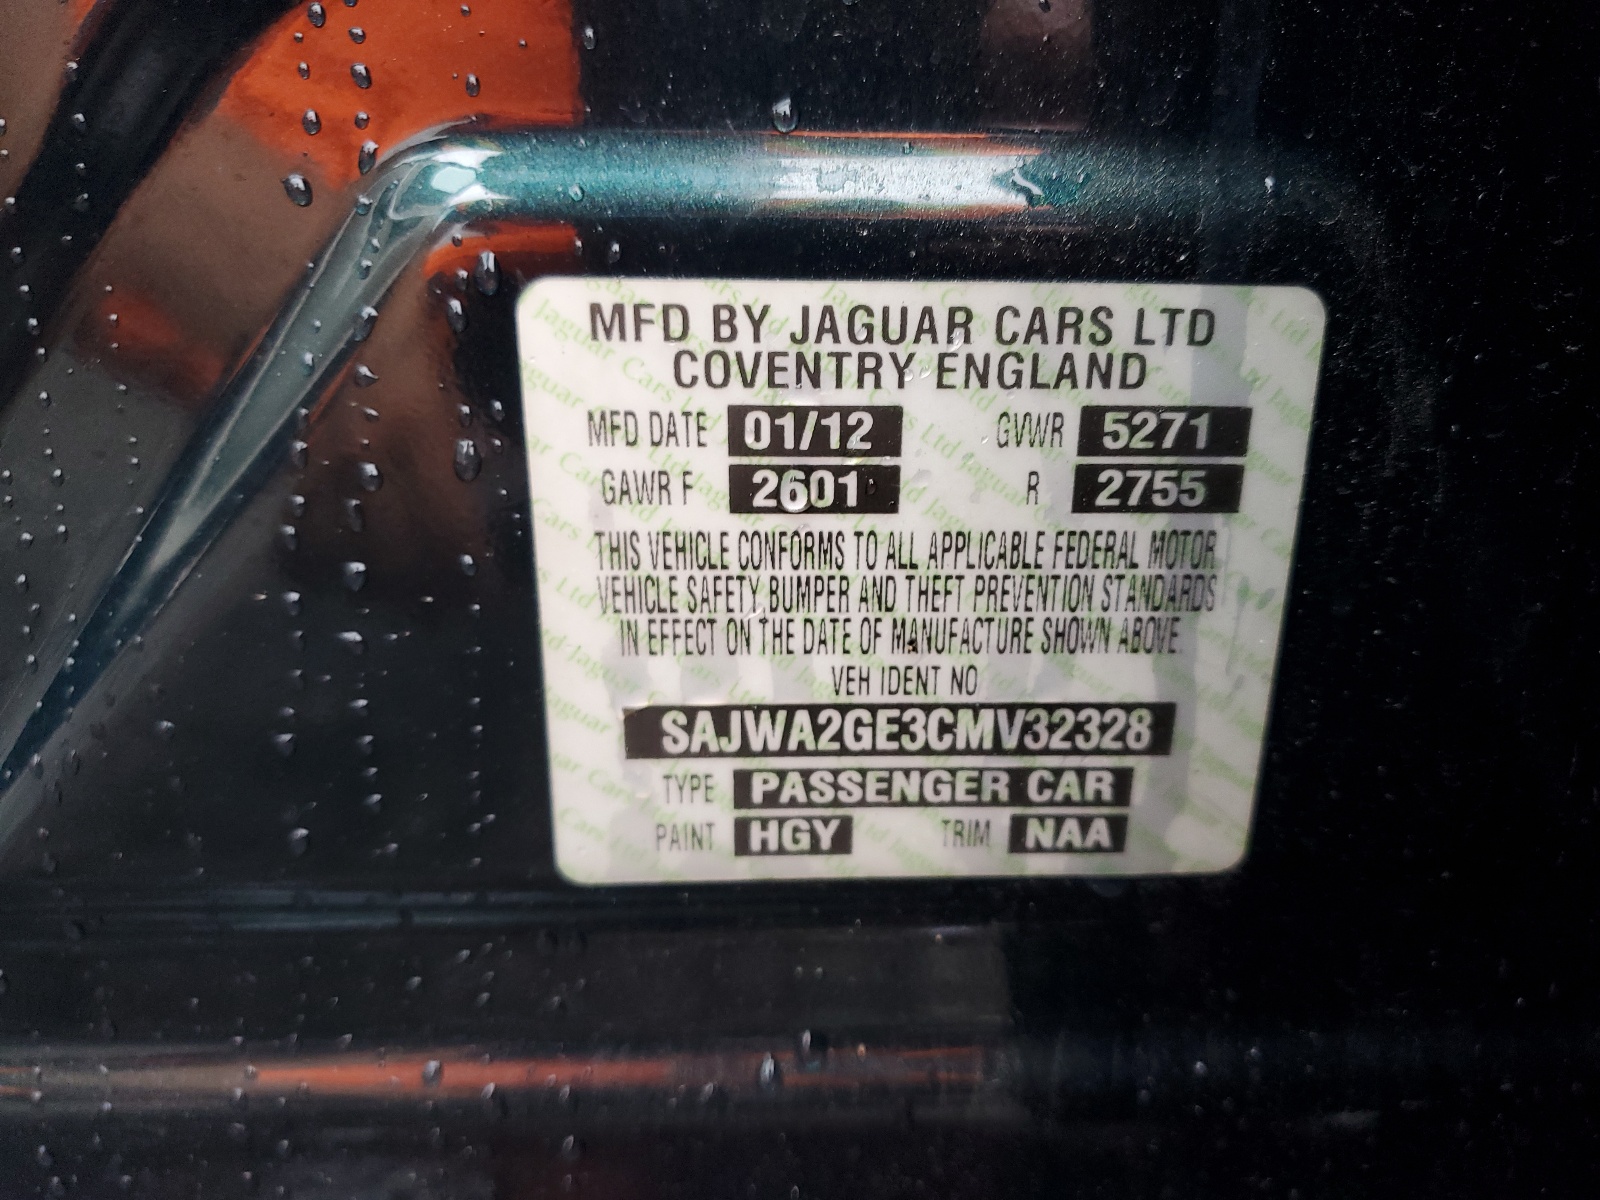 MFD BY JAGUAR CARS LTD
COVENTRY ENGLAND
MFD DATE 01/12 GVWR 5271
GAWR F 2601 R 2755
THIS VEHICLE CONFORMS TO ALL APPLICABLE FEDERAL MOTOR
VEHICLE SAFETY BUMPER AND THEFT PREVENTION STANDARDS
IN EFFECT ON THE DATE OF MANUFACTURE SHOWN ABOVE.
VEH IDENT NO
SAJWA2GE3CMV32328
TYPE PASSENGER CAR
PAINT HGY TRIM NAA